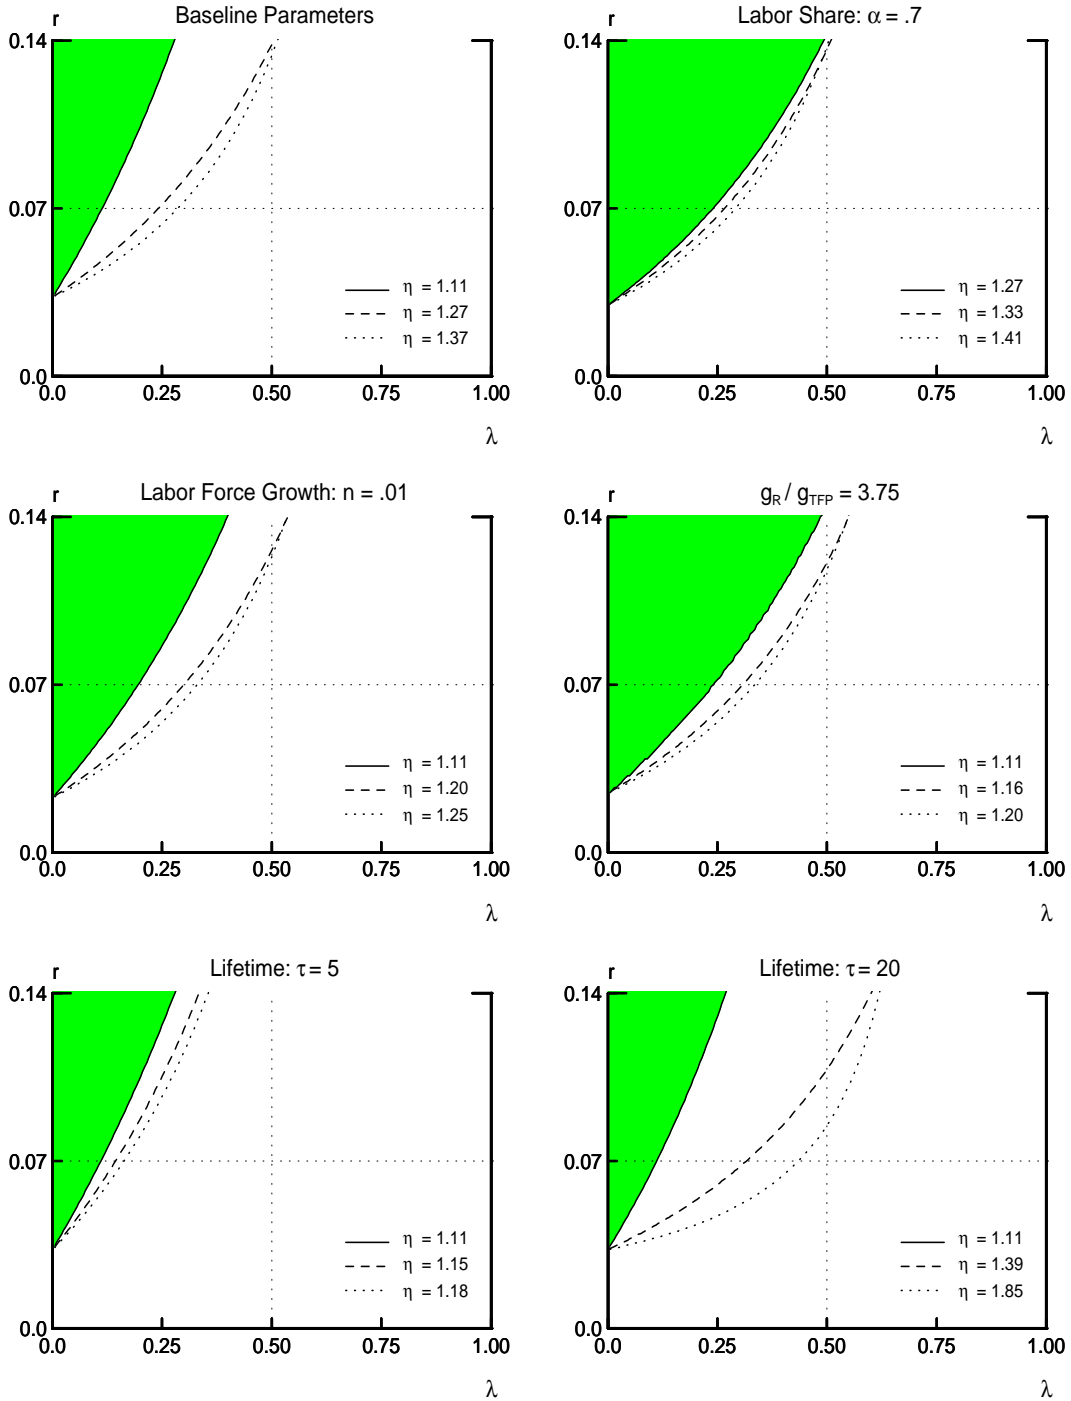 Baseline Parameters
r
0.14
0.07
η = 1.11
η = 1.27
η = 1.37
0.0
0.0 0.25 0.50 0.75 1.00
λ
Labor Share: α = .7
r
0.14
0.07
η = 1.27
η = 1.33
η = 1.41
0.0
0.0 0.25 0.50 0.75 1.00
λ
Labor Force Growth: n = .01
r
0.14
0.07
η = 1.11
η = 1.20
η = 1.25
0.0
0.0 0.25 0.50 0.75 1.00
λ
g_R / g_TFP = 3.75
r
0.14
0.07
η = 1.11
η = 1.16
η = 1.20
0.0
0.0 0.25 0.50 0.75 1.00
λ
Lifetime: τ = 5
r
0.14
0.07
η = 1.11
η = 1.15
η = 1.18
0.0
0.0 0.25 0.50 0.75 1.00
λ
Lifetime: τ = 20
r
0.14
0.07
η = 1.11
η = 1.39
η = 1.85
0.0
0.0 0.25 0.50 0.75 1.00
λ